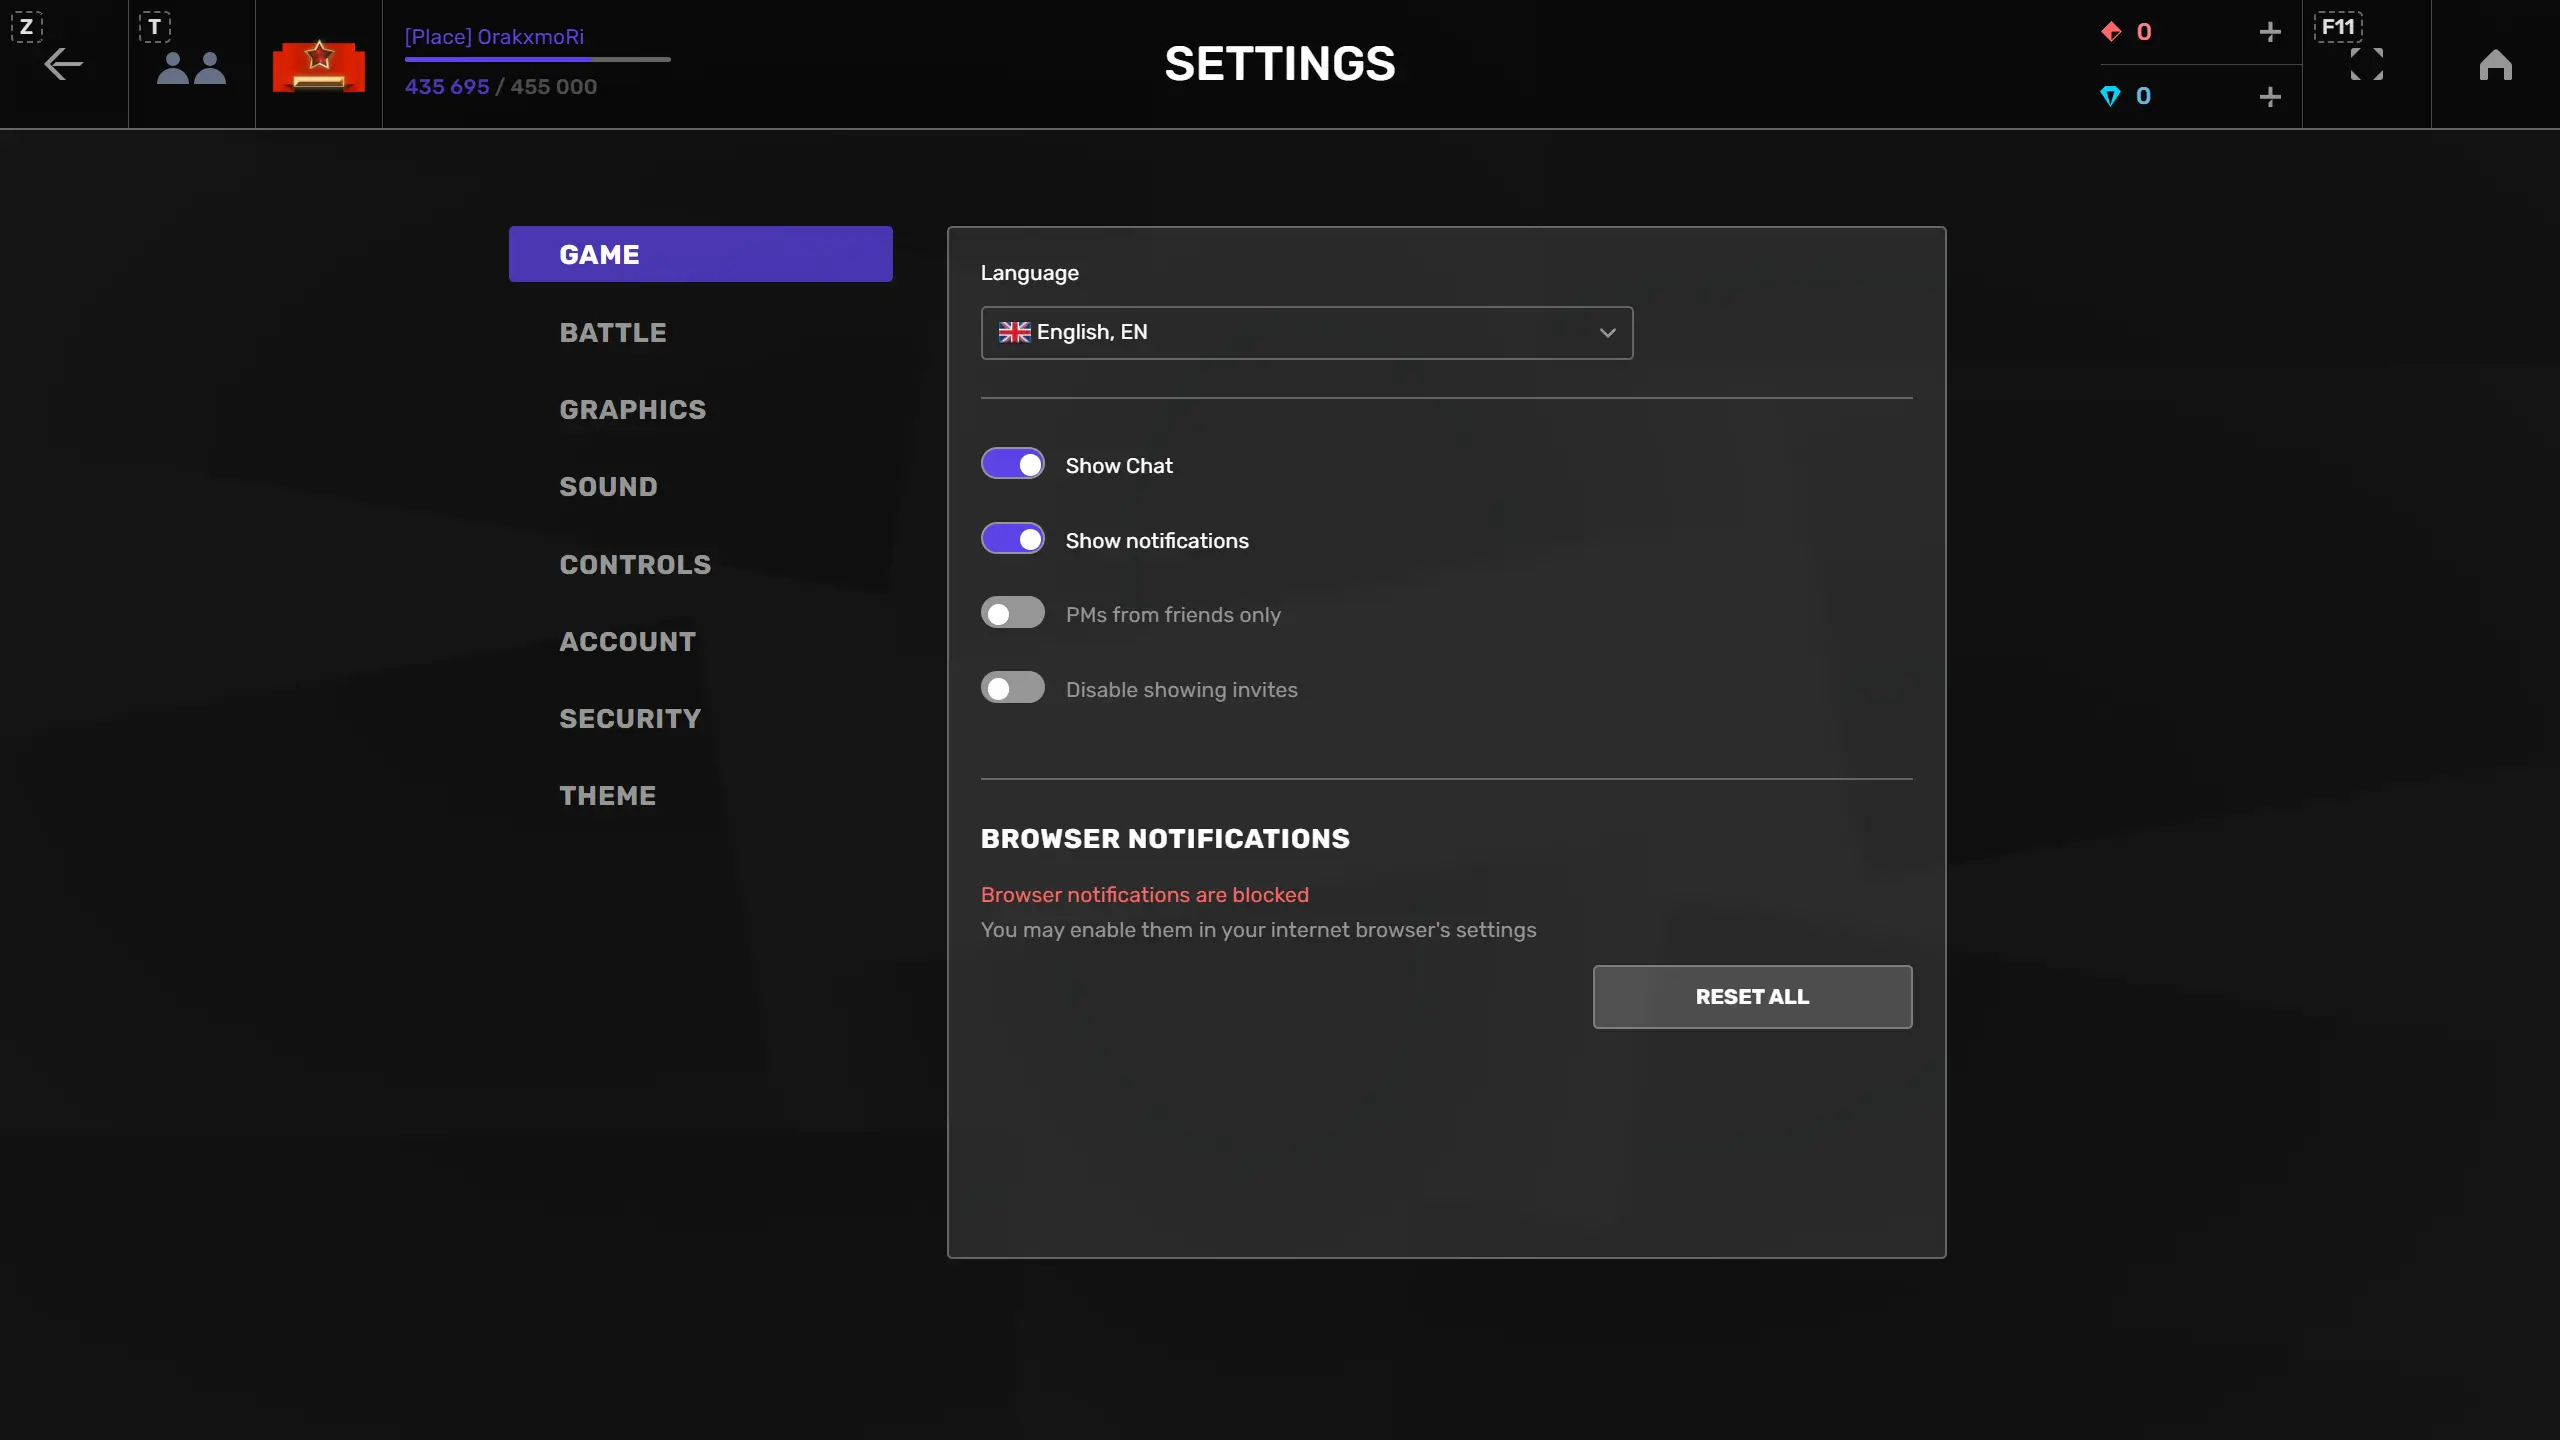 Z
T
[Place] OrakxmoRi
435 695 / 455 000
SETTINGS
0
0
F11
GAME
BATTLE
GRAPHICS
SOUND
CONTROLS
ACCOUNT
SECURITY
THEME
Language
English, EN
Show Chat
Show notifications
PMs from friends only
Disable showing invites
BROWSER NOTIFICATIONS
Browser notifications are blocked
You may enable them in your internet browser's settings
RESET ALL